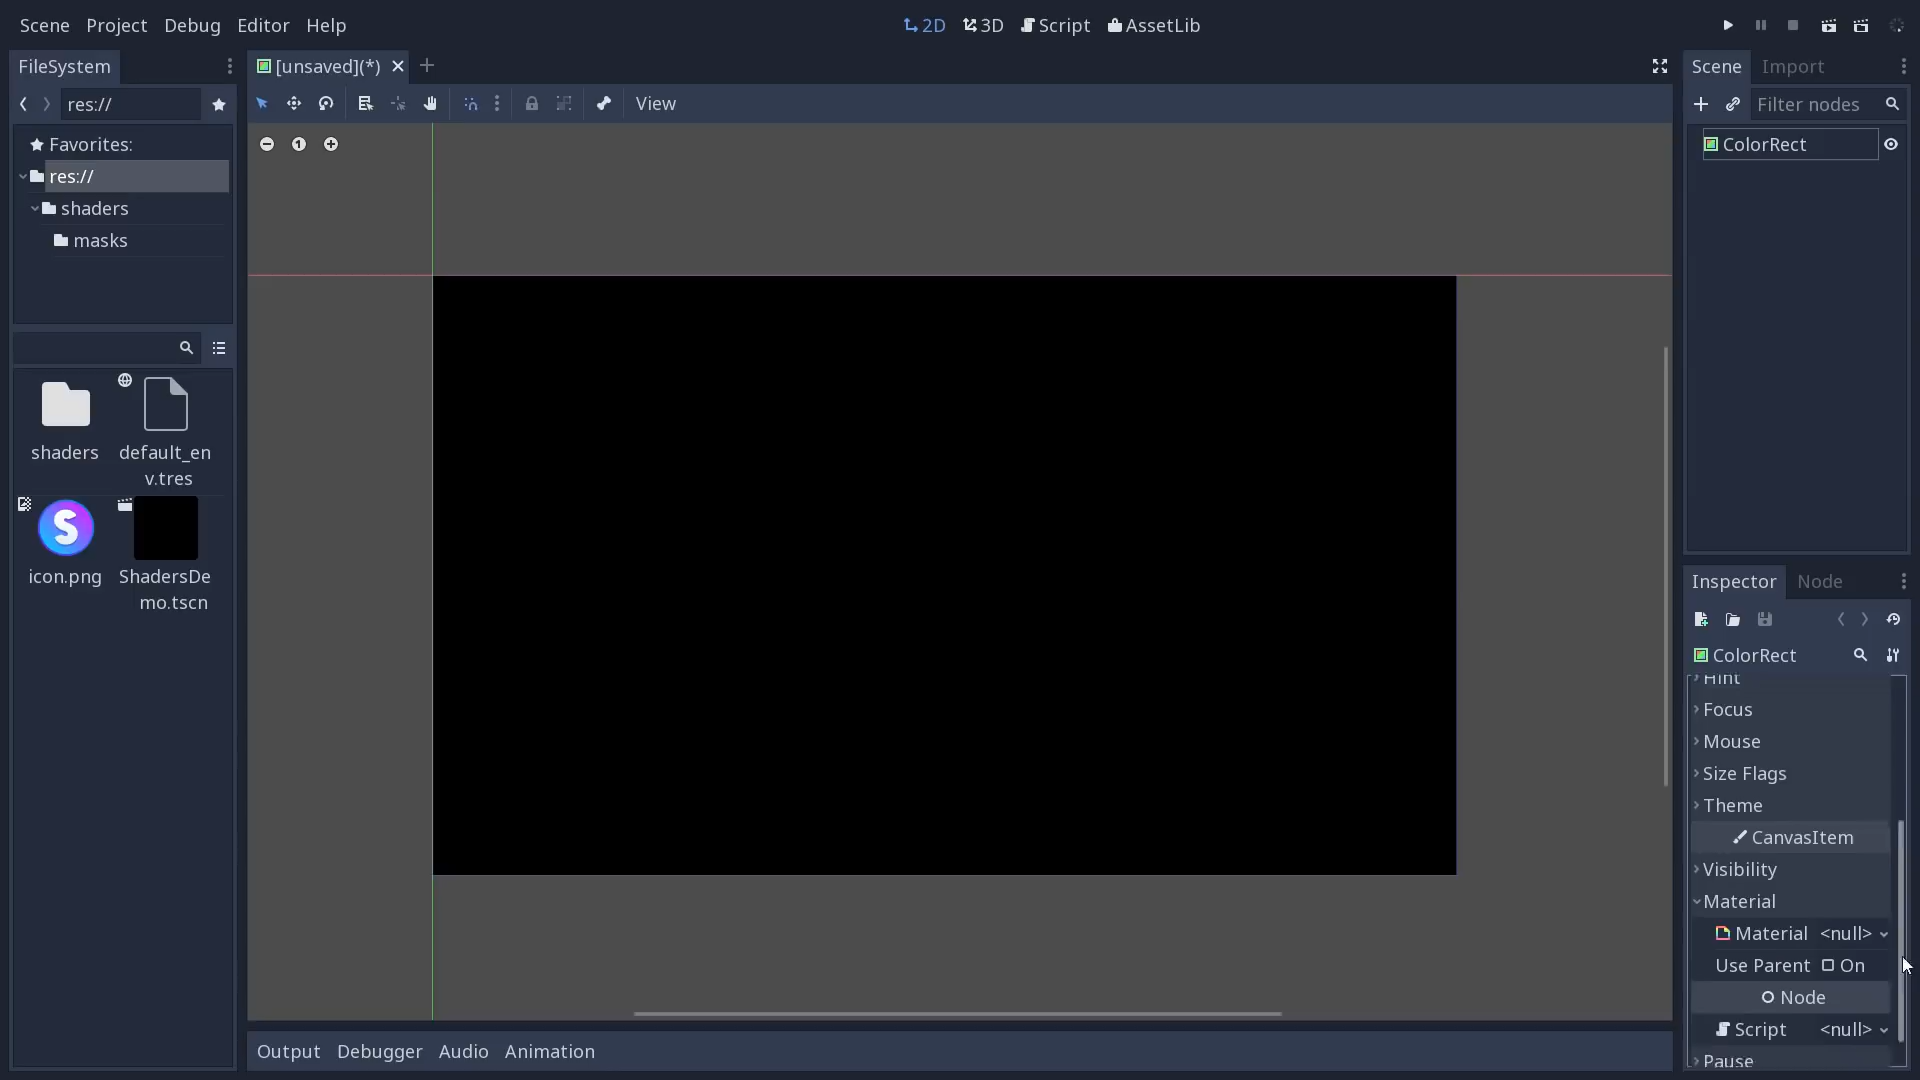 Scene Project Debug Editor Help
2D 3D Script AssetLib
FileSystem
res://
Favorites:
res://
shaders
masks
shaders
default_en
v.tres
icon.png
ShadersDe
mo.tscn
[unsaved](*)
View
1
Output Debugger Audio Animation
Scene Import
Filter nodes
ColorRect
Inspector Node
ColorRect
Hint
Focus
Mouse
Size Flags
Theme
CanvasItem
Visibility
Material
Material <null>
Use Parent On
Node
Script <null>
Pause